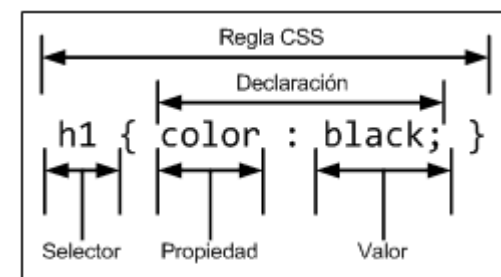 Regla CSS
Declaración
h1 { color : black; }
Selector Propiedad Valor